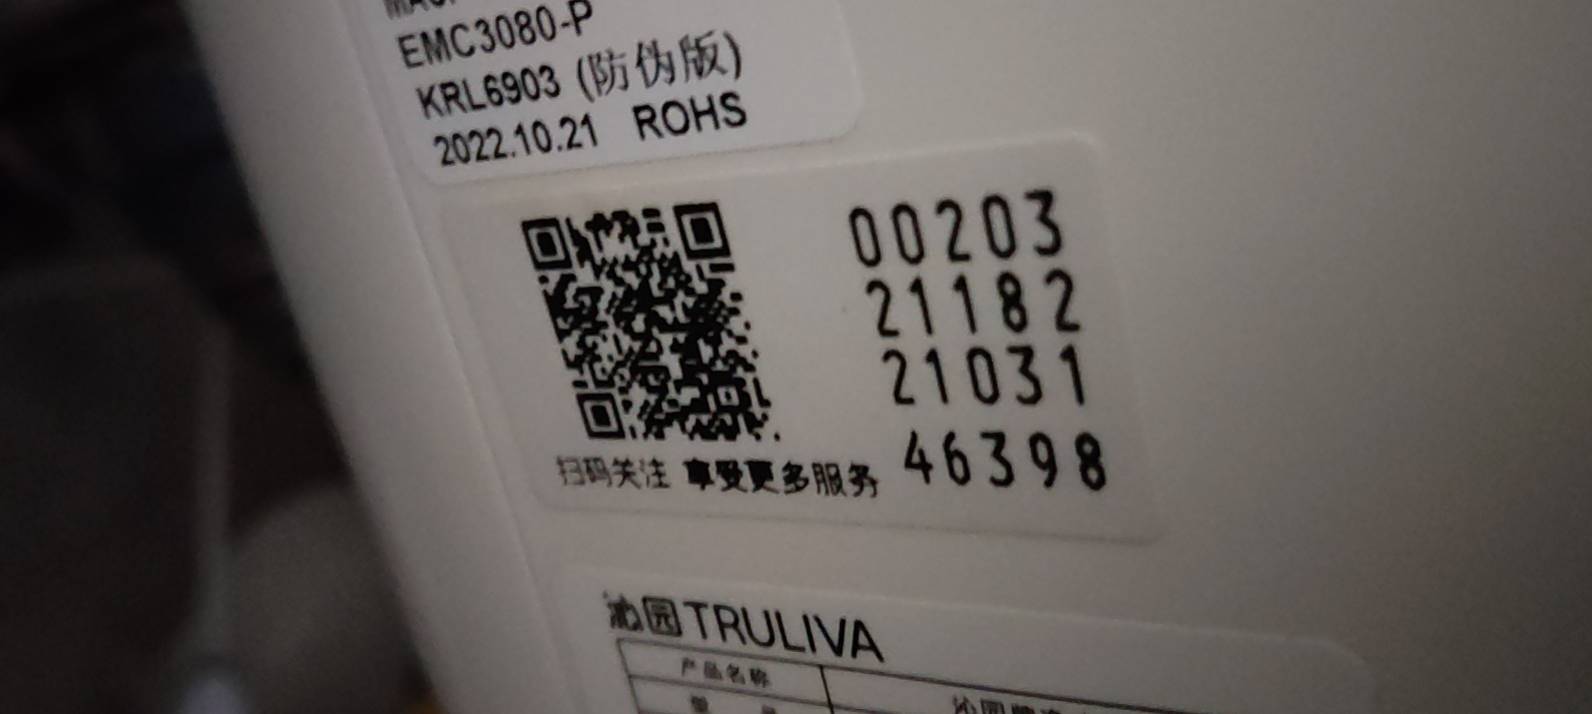 EMC3080-P
KRL6903 (防伪版)
2022.10.21 ROHS
00203
21182
21031
46398
扫码关注 享受更多服务
沁园TRULIVA
产品名称